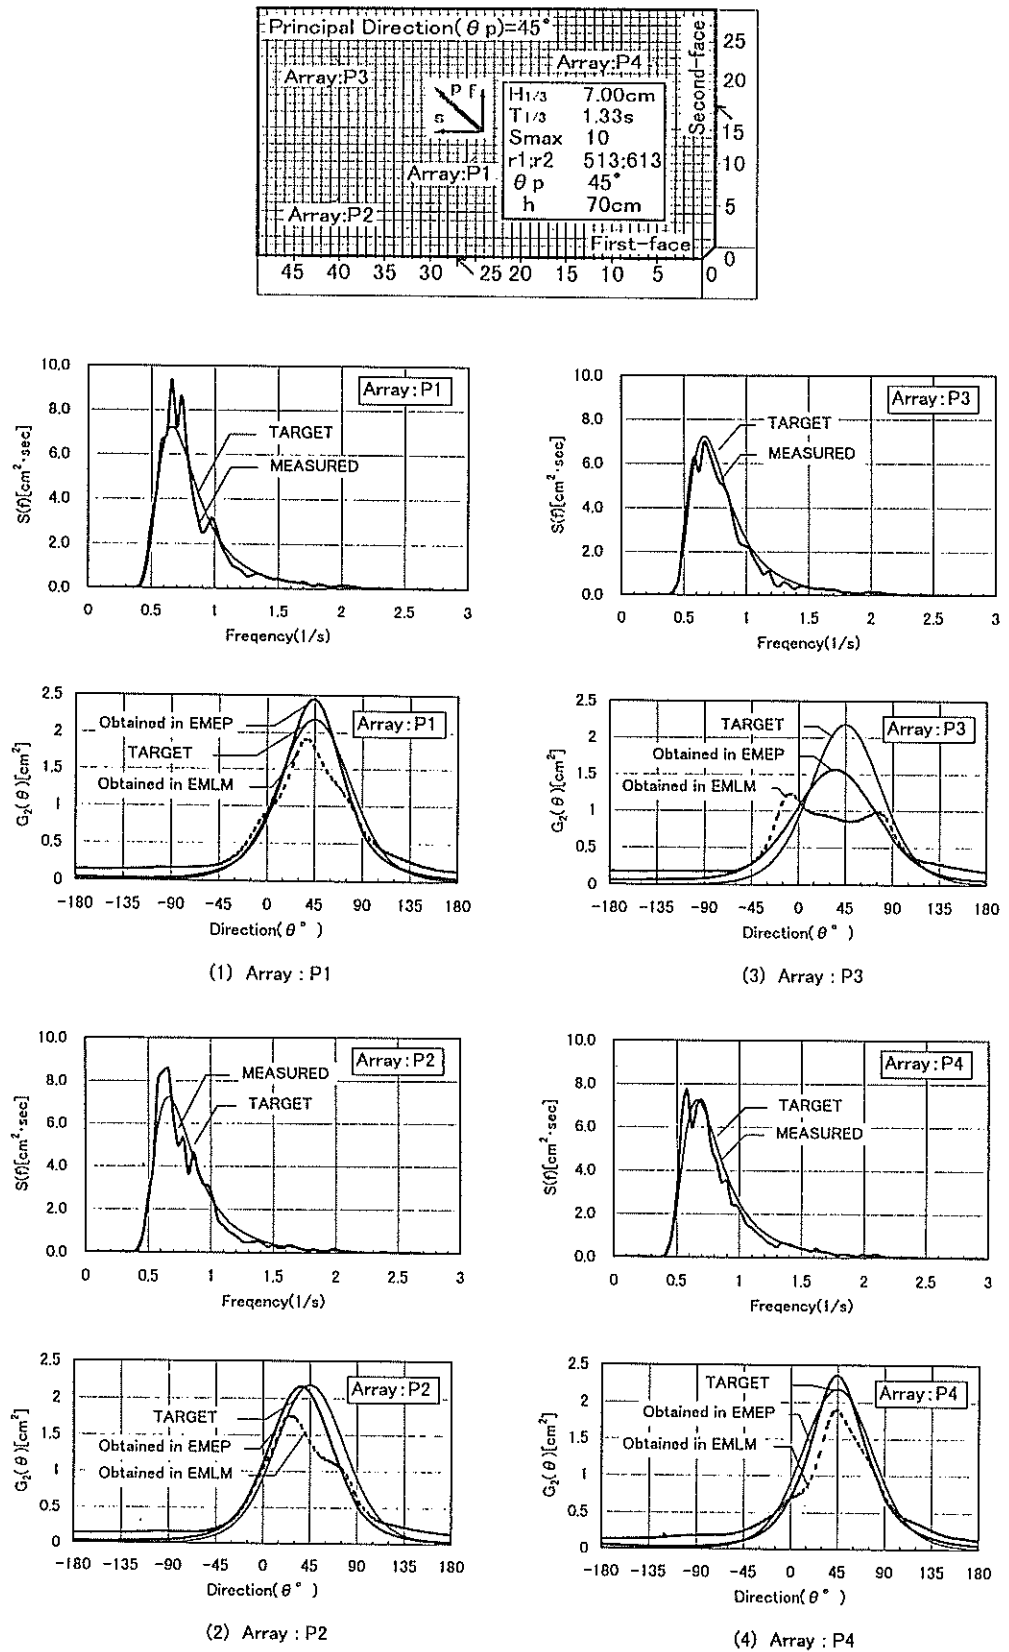 Principal Direction(θp)=45°
Array:P3
Array:P4
p r
s
H1/3 7.00cm
T1/3 1.33s
Smax 10
r1;r2 513;613
θp 45°
h 70cm
Array:P1
Array:P2
First-face
Second-face
25
20
15
10
5
0
45 40 35 30 25 20 15 10 5 0
Array:P1
TARGET
MEASURED
S(f)[cm²·sec]
10.0
8.0
6.0
4.0
2.0
0.0
0 0.5 1 1.5 2 2.5 3
Freqency(1/s)
Array:P3
TARGET
MEASURED
S(f)[cm²·sec]
10.0
8.0
6.0
4.0
2.0
0.0
0 0.5 1 1.5 2 2.5 3
Freqency(1/s)
Array:P1
Obtained in EMEP
TARGET
Obtained in EMLM
G₂(θ)[cm²]
2.5
2
1.5
1
0.5
0
-180 -135 -90 -45 0 45 90 135 180
Direction(θ°)
(1) Array : P1
Array:P3
TARGET
Obtained in EMEP
Obtained in EMLM
G₂(θ)[cm²]
2.5
2
1.5
1
0.5
0
-180 -135 -90 -45 0 45 90 135 180
Direction(θ°)
(3) Array : P3
Array:P2
MEASURED
TARGET
S(f)[cm²·sec]
10.0
8.0
6.0
4.0
2.0
0.0
0 0.5 1 1.5 2 2.5 3
Freqency(1/s)
Array:P4
TARGET
MEASURED
S(f)[cm²·sec]
10.0
8.0
6.0
4.0
2.0
0.0
0 0.5 1 1.5 2 2.5 3
Freqency(1/s)
Array:P2
TARGET
Obtained in EMEP
Obtained in EMLM
G₂(θ)[cm²]
2.5
2
1.5
1
0.5
0
-180 -135 -90 -45 0 45 90 135 180
Direction(θ°)
(2) Array : P2
Array:P4
TARGET
Obtained in EMEP
Obtained in EMLM
G₂(θ)[cm²]
2.5
2
1.5
1
0.5
0
-180 -135 -90 -45 0 45 90 135 180
Direction(θ°)
(4) Array : P4